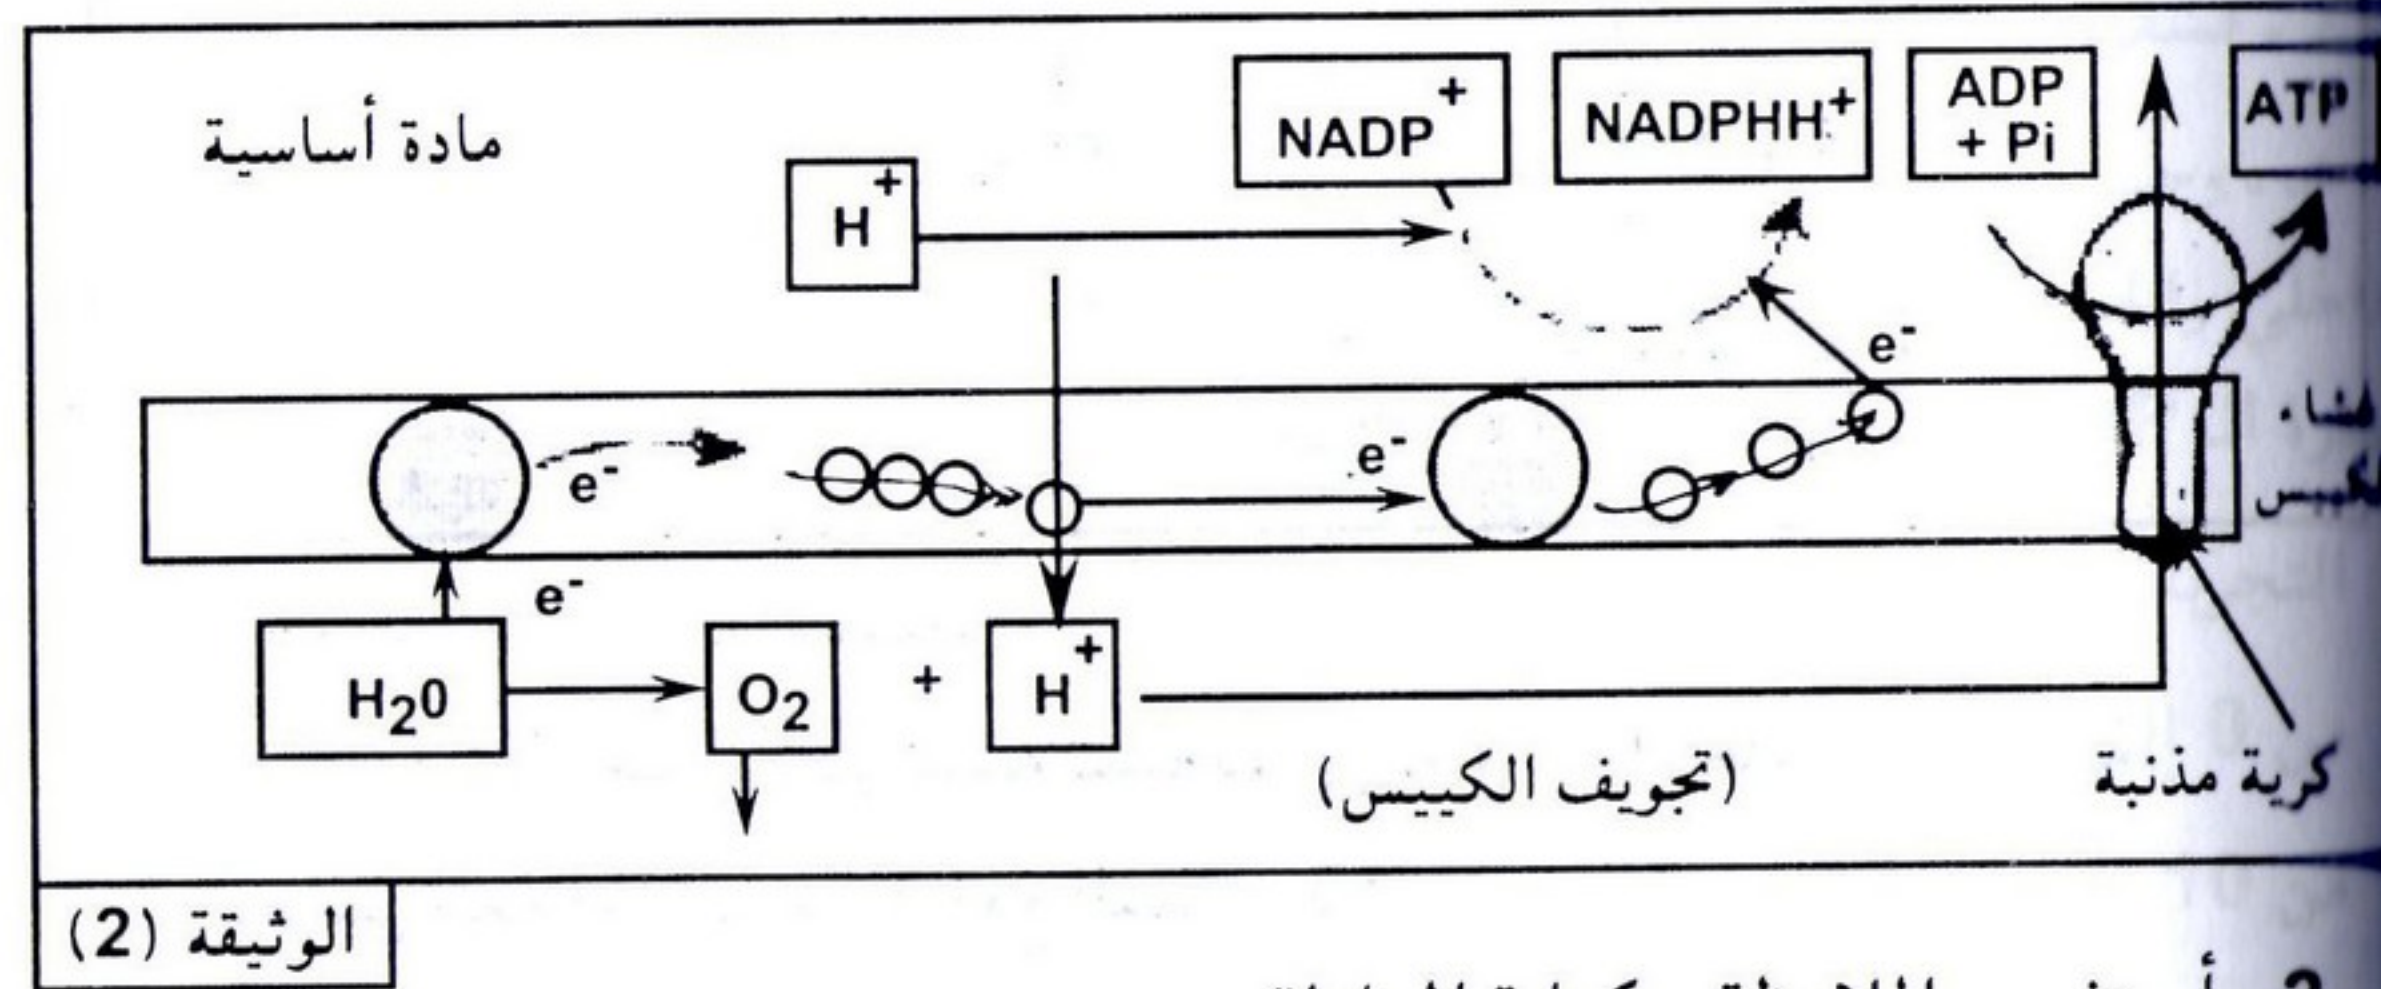 NADP+
NADPHH+
ADP
+ Pi
ATP
مادة أساسية
H+
e-
e-
e-
e-
H20
O2
+
H+
(تجويف الكييس)
كرية مذنبة
الوثيقة (2)